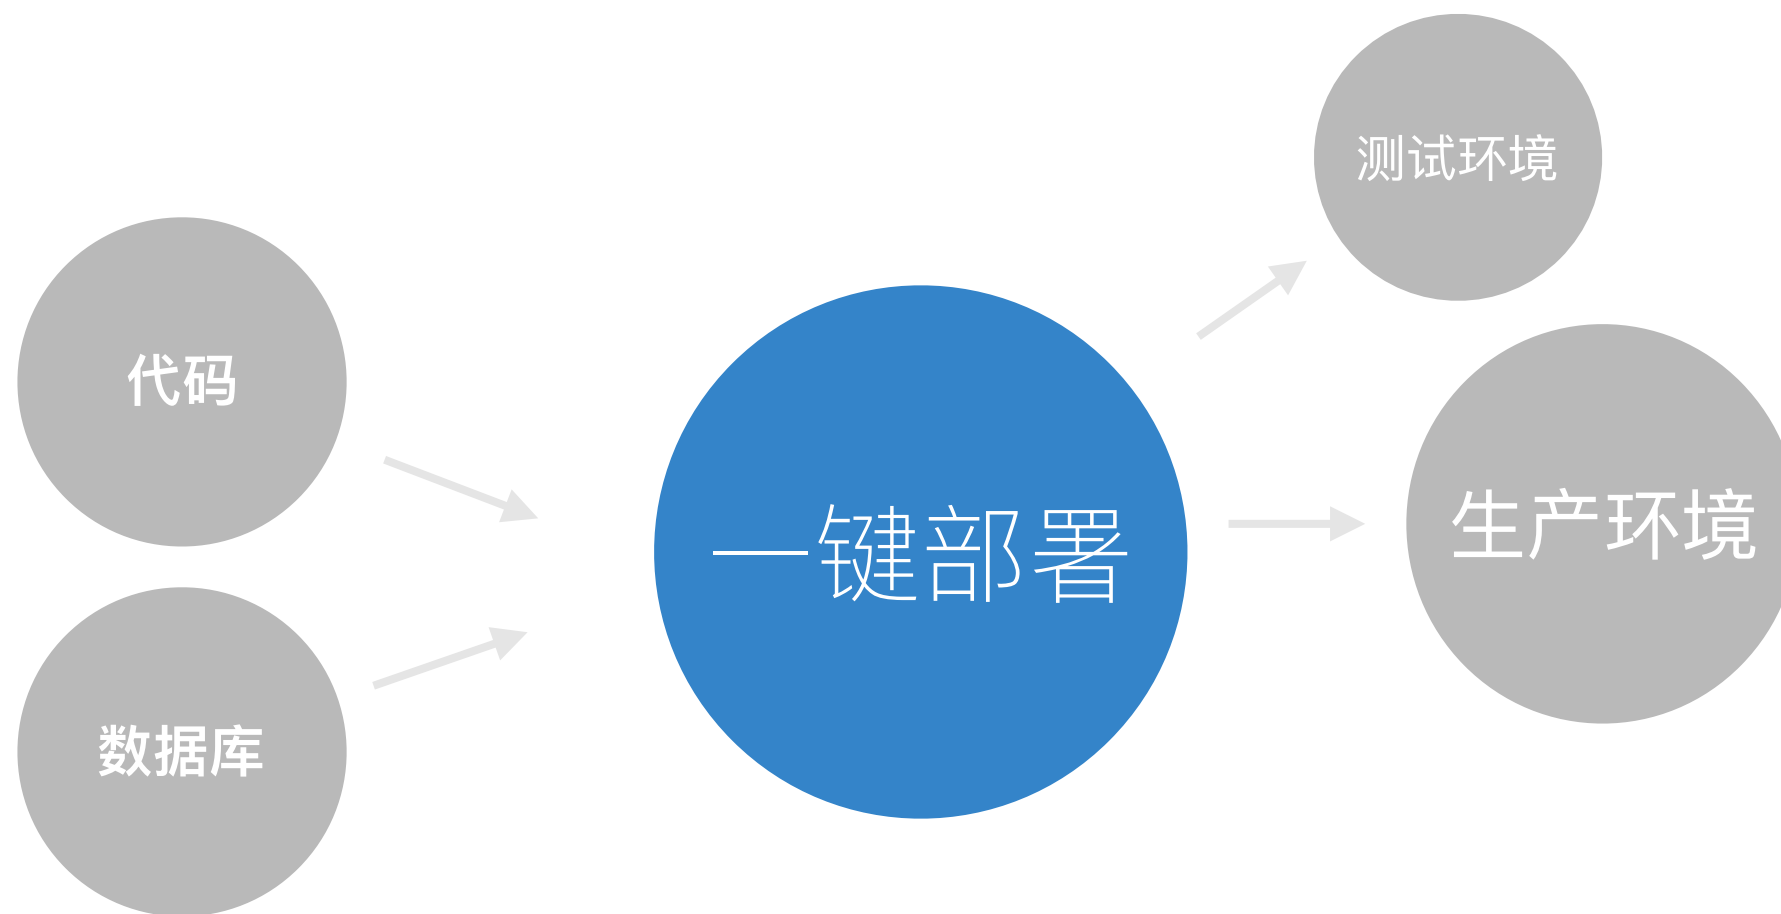 代码
数据库
一键部署
测试环境
生产环境